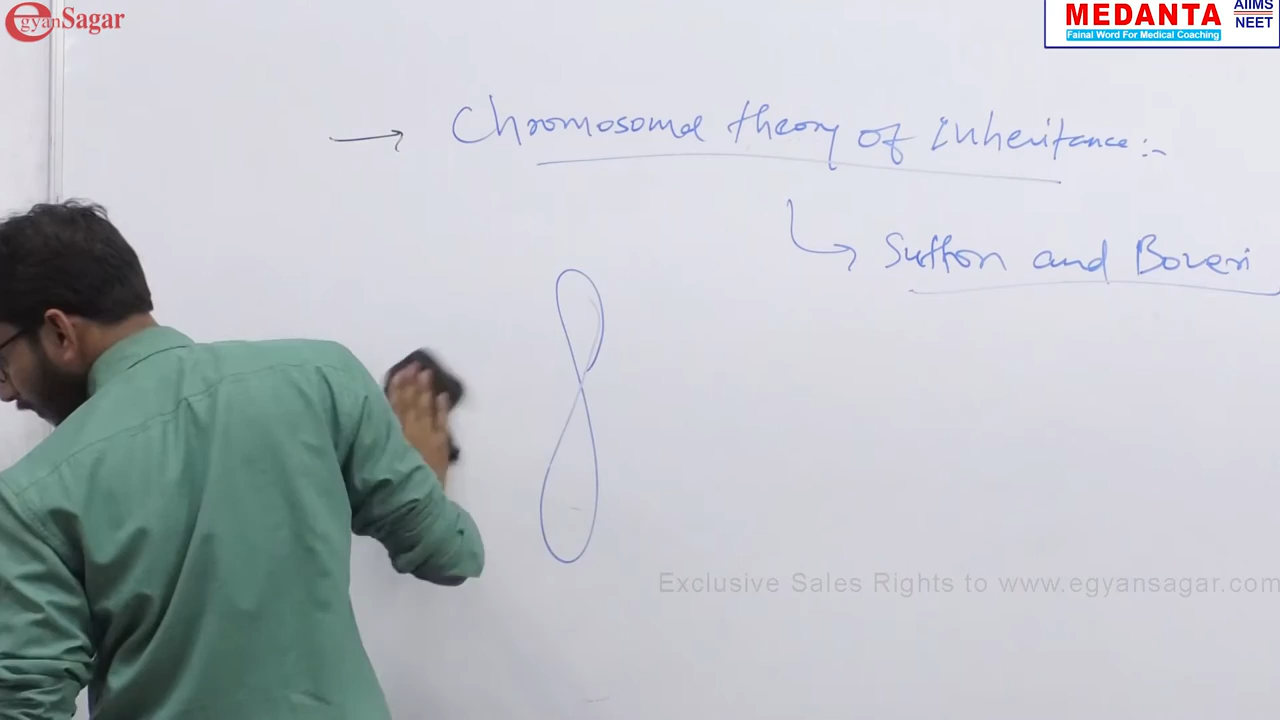 egyanSagar
MEDANTA
AIIMS
NEET
Fainal Word For Medical Coaching
→ Chromosomal theory of Inheritance :-
Sutton and Boveri
Exclusive Sales Rights to www.egyansagar.com